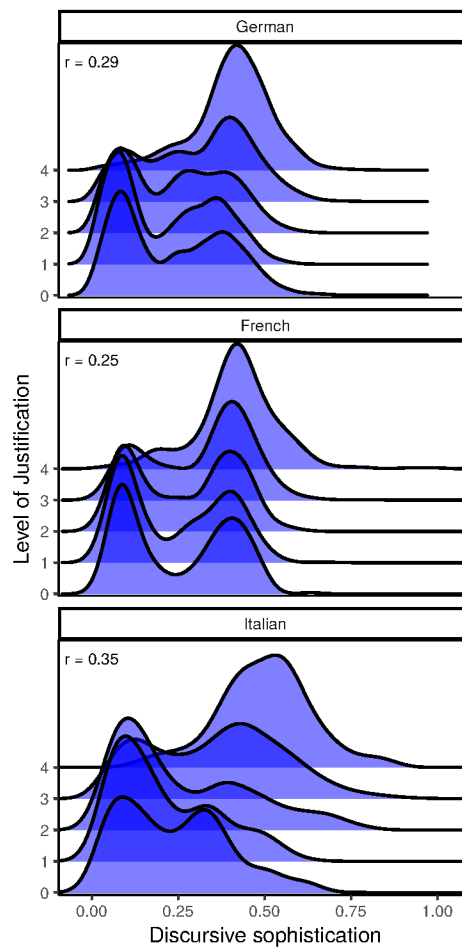 German
r = 0.29
4
3
2
1
0
French
r = 0.25
4
3
2
1
0
Italian
r = 0.35
4
3
2
1
0
Level of Justification
0.00 0.25 0.50 0.75 1.00
Discursive sophistication